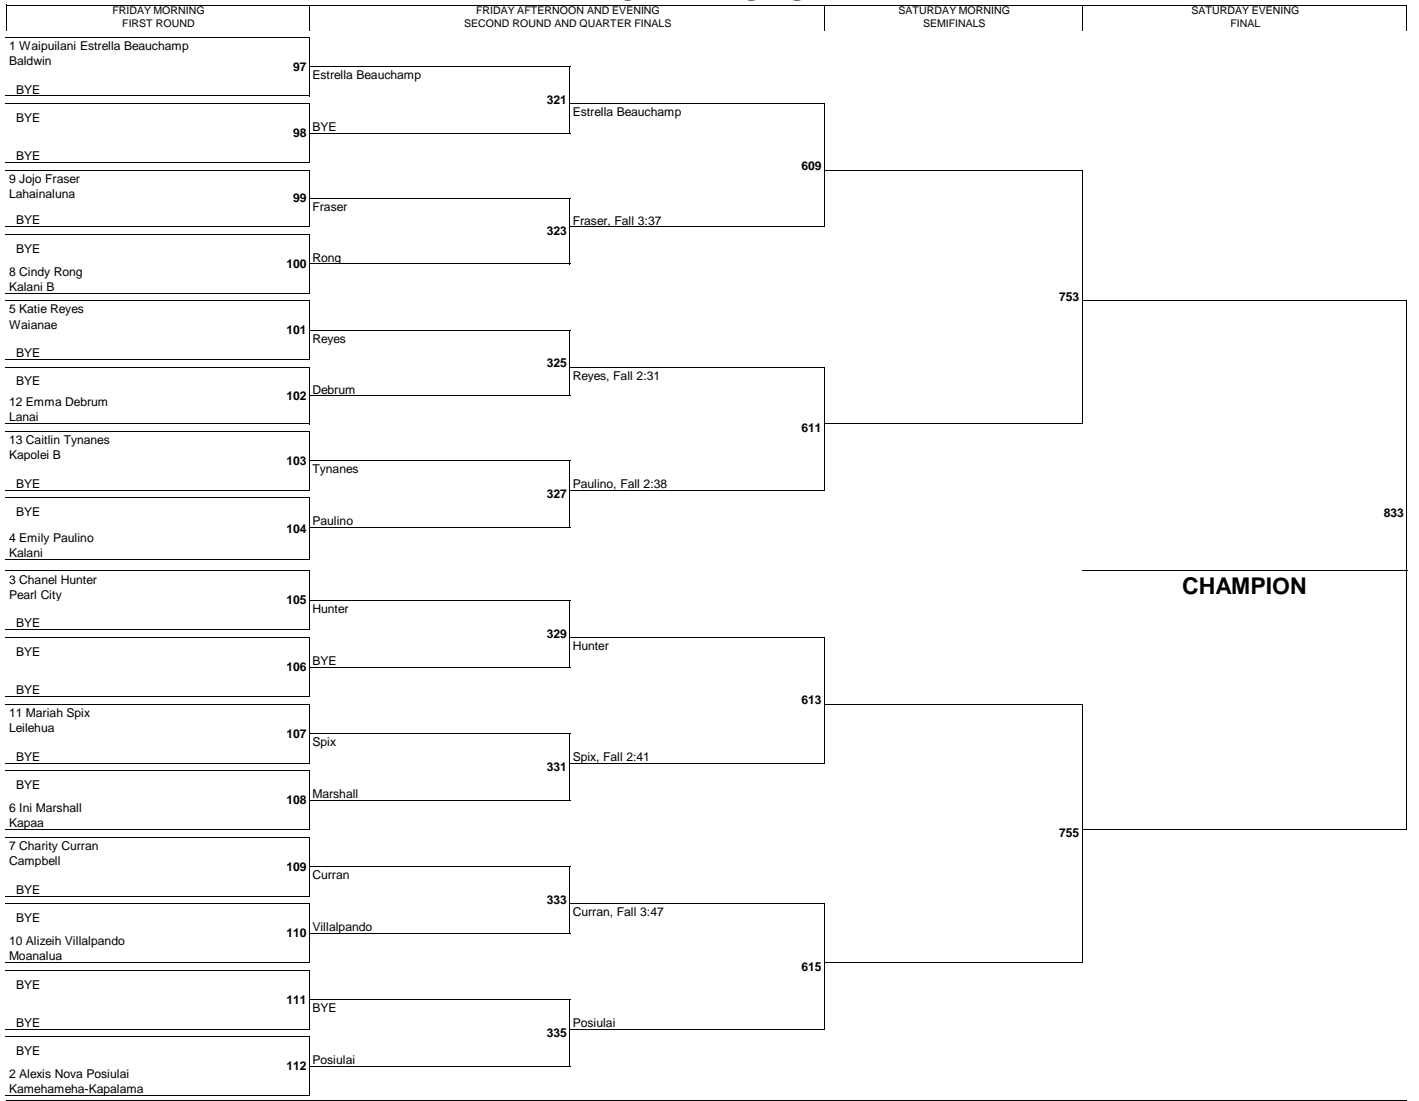 FRIDAY MORNING
FIRST ROUND
FRIDAY AFTERNOON AND EVENING
SECOND ROUND AND QUARTER FINALS
SATURDAY MORNING
SEMIFINALS
SATURDAY EVENING
FINAL
1 Waipuilani Estrella Beauchamp
Baldwin
97
BYE
Estrella Beauchamp
321
BYE
98
BYE
BYE
Estrella Beauchamp
609
9 Jojo Fraser
Lahainaluna
99
BYE
Fraser
323
BYE
100
8 Cindy Rong
Kalani B
Rong
Fraser, Fall 3:37
753
5 Katie Reyes
Waianae
101
BYE
Reyes
325
BYE
102
12 Emma Debrum
Lanai
Debrum
Reyes, Fall 2:31
611
13 Caitlin Tynanes
Kapolei B
103
BYE
Tynanes
327
BYE
104
4 Emily Paulino
Kalani
Paulino
Paulino, Fall 2:38
833
CHAMPION
3 Chanel Hunter
Pearl City
105
BYE
Hunter
329
BYE
106
BYE
BYE
Hunter
613
11 Mariah Spix
Leilehua
107
BYE
Spix
331
BYE
108
6 Ini Marshall
Kapaa
Marshall
Spix, Fall 2:41
755
7 Charity Curran
Campbell
109
BYE
Curran
333
BYE
110
10 Alizeih Villalpando
Moanalua
Villalpando
Curran, Fall 3:47
615
BYE
111
BYE
BYE
335
BYE
112
2 Alexis Nova Posiulai
Kamehameha-Kapalama
Posiulai
Posiulai